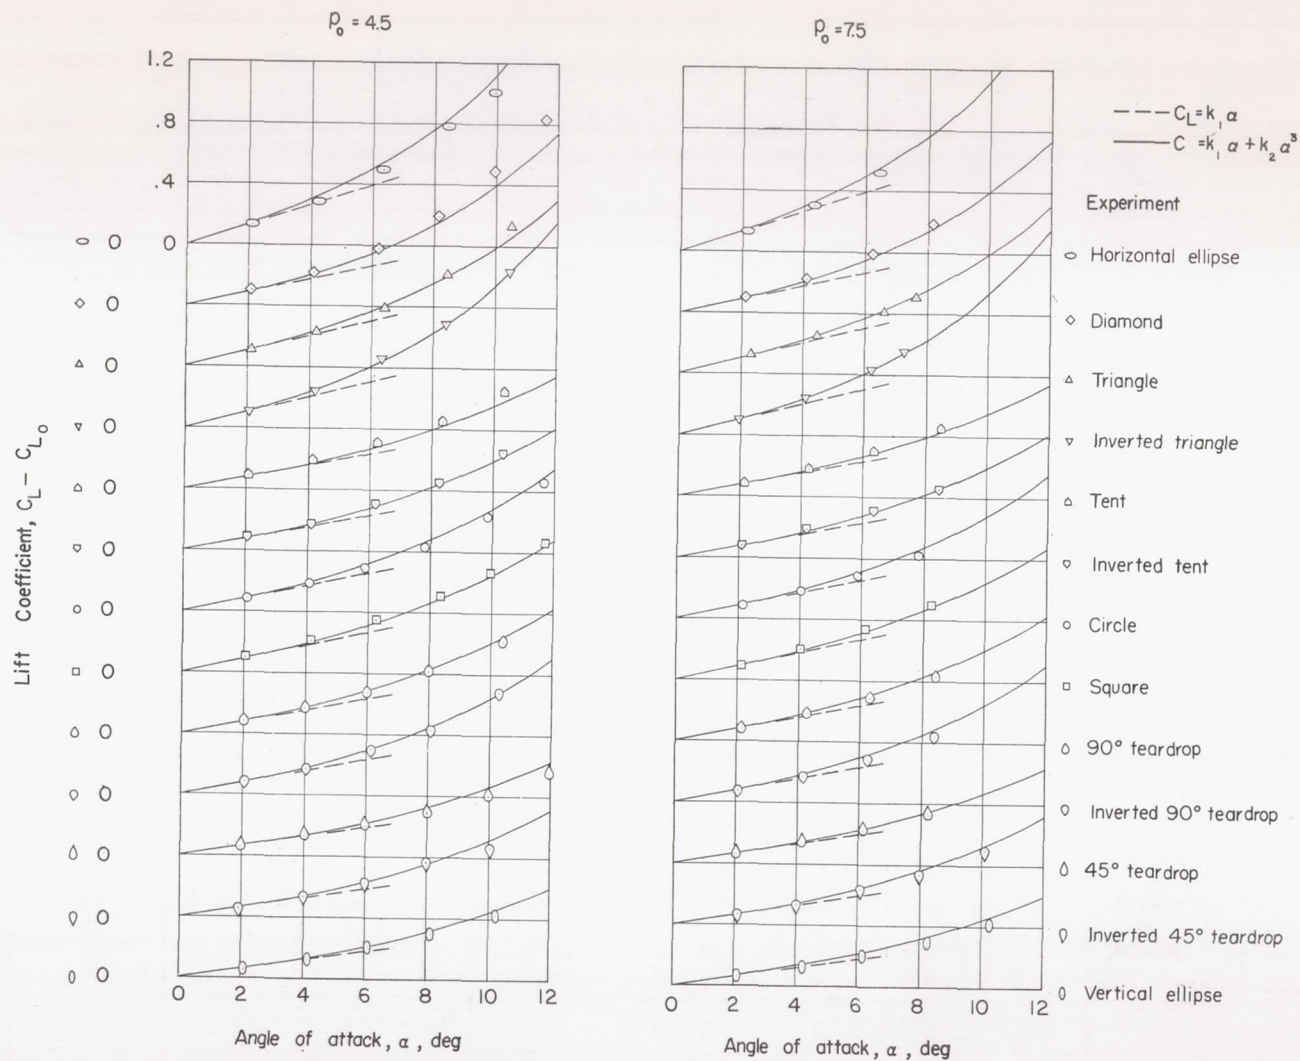 p₀ = 4.5
p₀ = 7.5
1.2
.8
.4
0
0
0
0
0
0
0
0
0
0
0
0
0
Lift Coefficient, C_L − C_L₀
0 2 4 6 8 10 12
Angle of attack, α, deg
0 2 4 6 8 10 12
Angle of attack, α, deg
C_L = k₁ α
C = k₁ α + k₂ α³
Experiment
Horizontal ellipse
Diamond
Triangle
Inverted triangle
Tent
Inverted tent
Circle
Square
90° teardrop
Inverted 90° teardrop
45° teardrop
Inverted 45° teardrop
Vertical ellipse